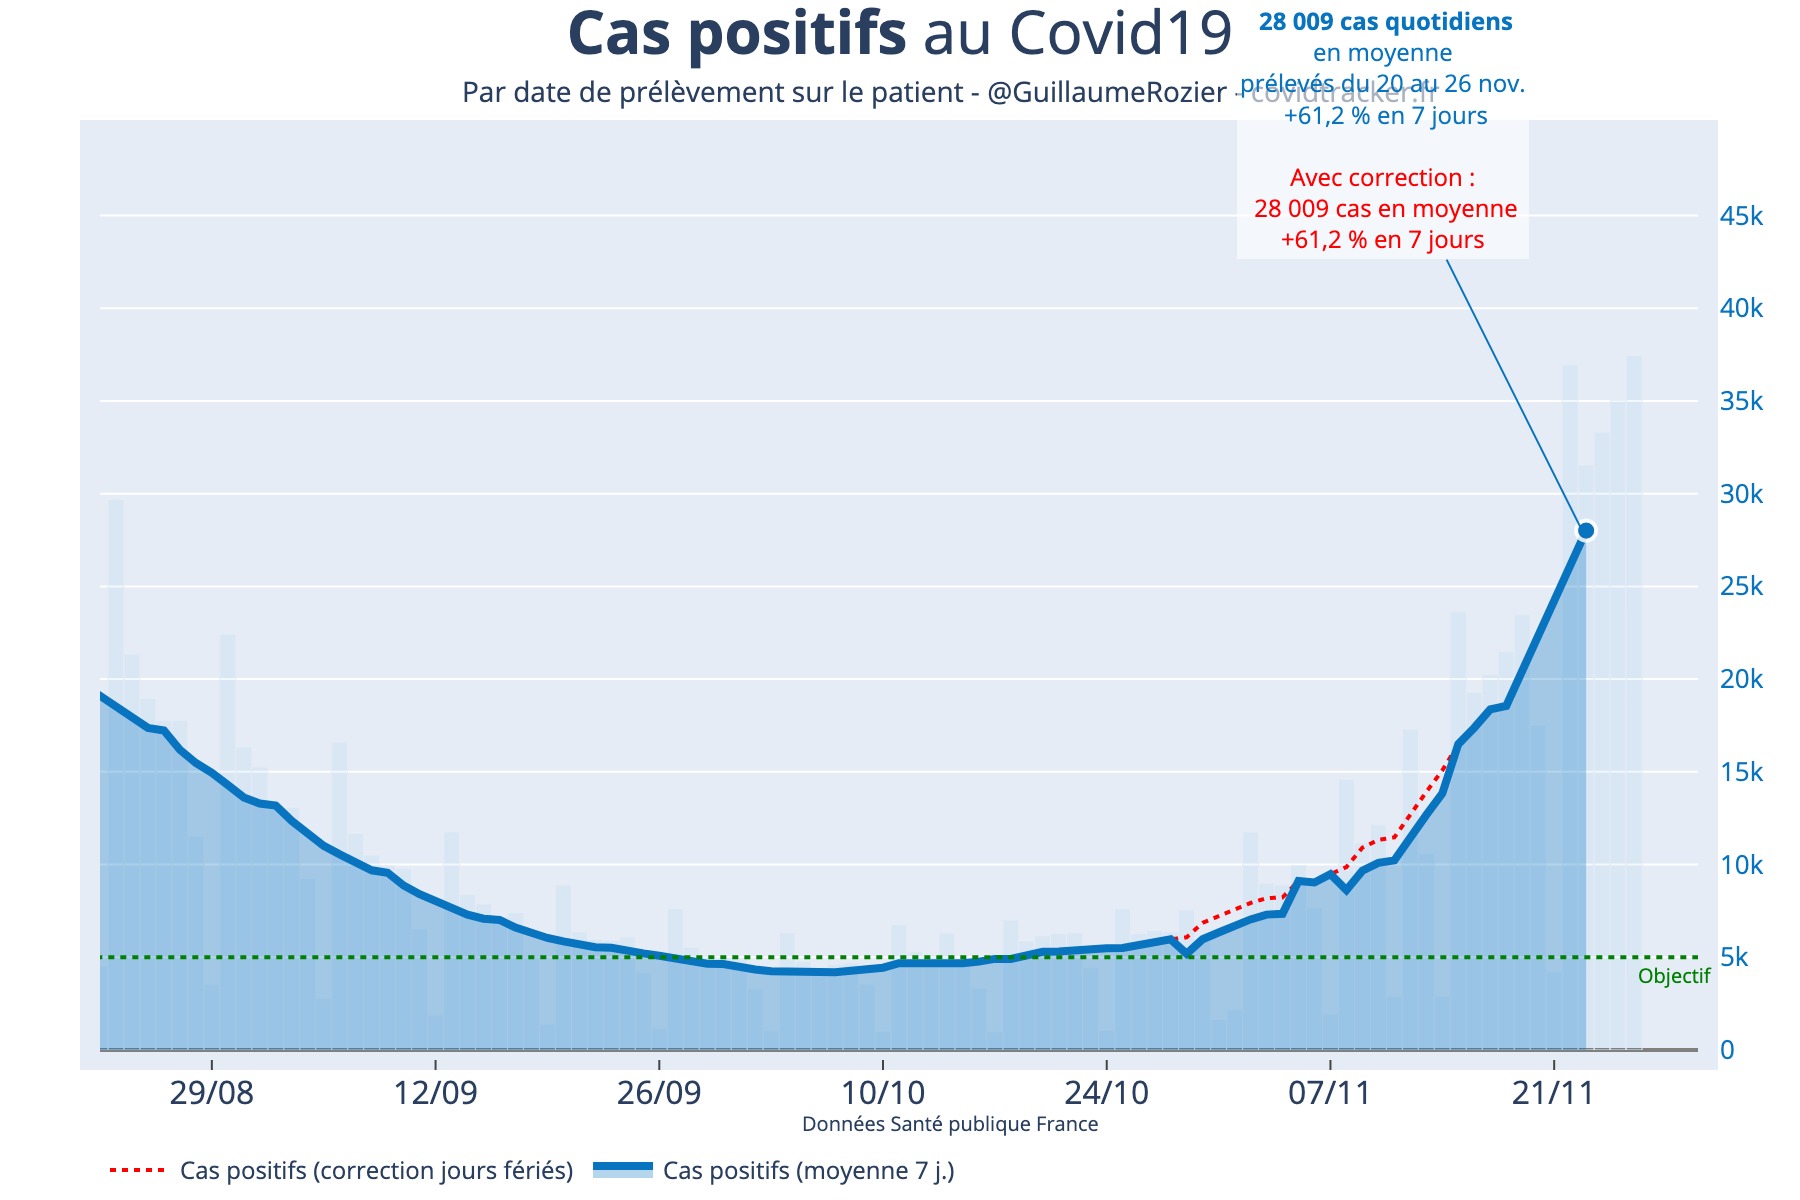 Cas positifs au Covid19
Par date de prélèvement sur le patient - @GuillaumeRozier - covidtracker.fr
28 009 cas quotidiens
en moyenne
prélevés du 20 au 26 nov.
+61,2 % en 7 jours
Avec correction :
28 009 cas en moyenne
+61,2 % en 7 jours
45k
40k
35k
30k
25k
20k
15k
10k
5k
Objectif
0
29/08 12/09 26/09 10/10 24/10 07/11 21/11
Données Santé publique France
Cas positifs (correction jours fériés) Cas positifs (moyenne 7 j.)